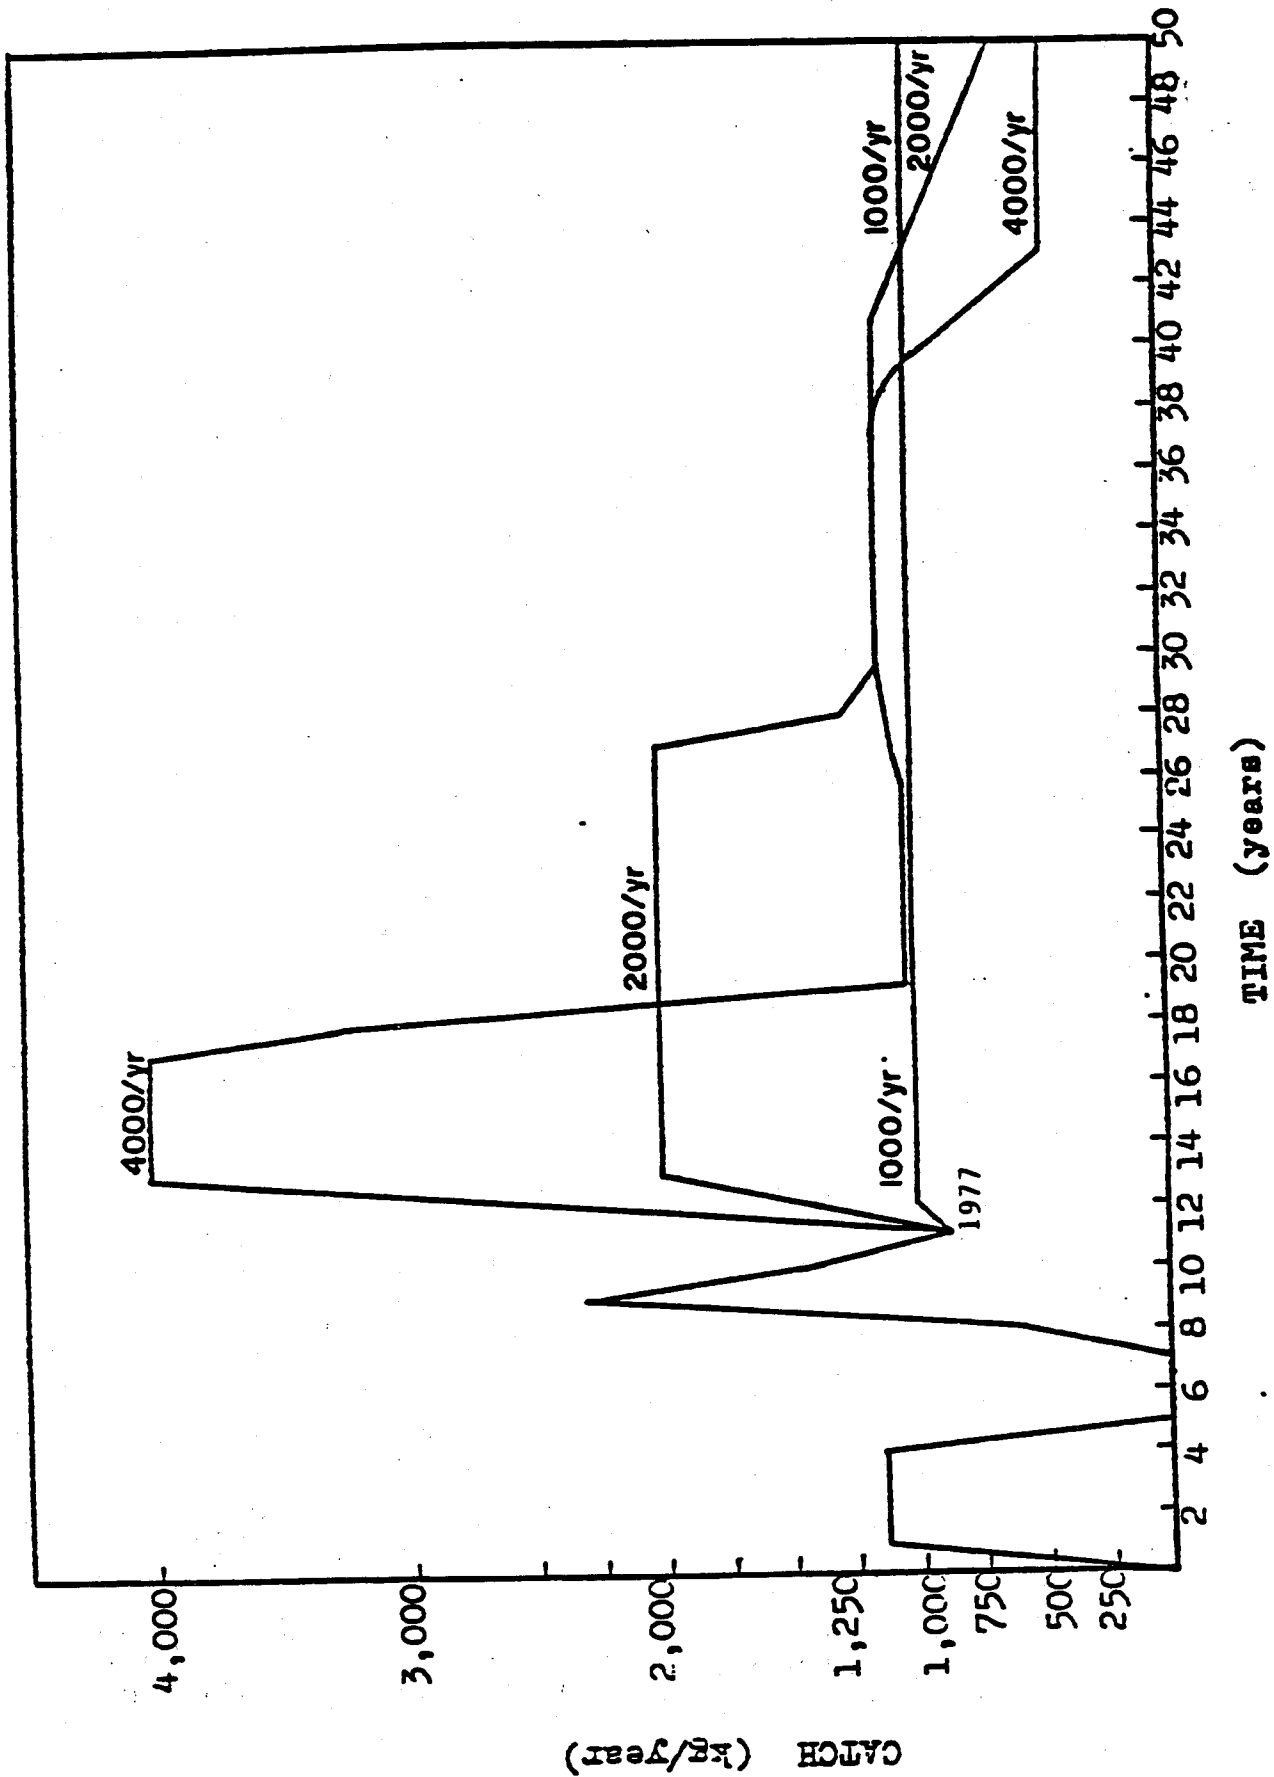 CATCH (kg/year)
4,000
3,000
2,000
1,250
1,000
750
500
250
4000/yr
2000/yr
1000/yr
1977
1000/yr
2000/yr
4000/yr
2 4 6 8 10 12 14 16 18 20 22 24 26 28 30 32 34 36 38 40 42 44 46 48 50
TIME (years)